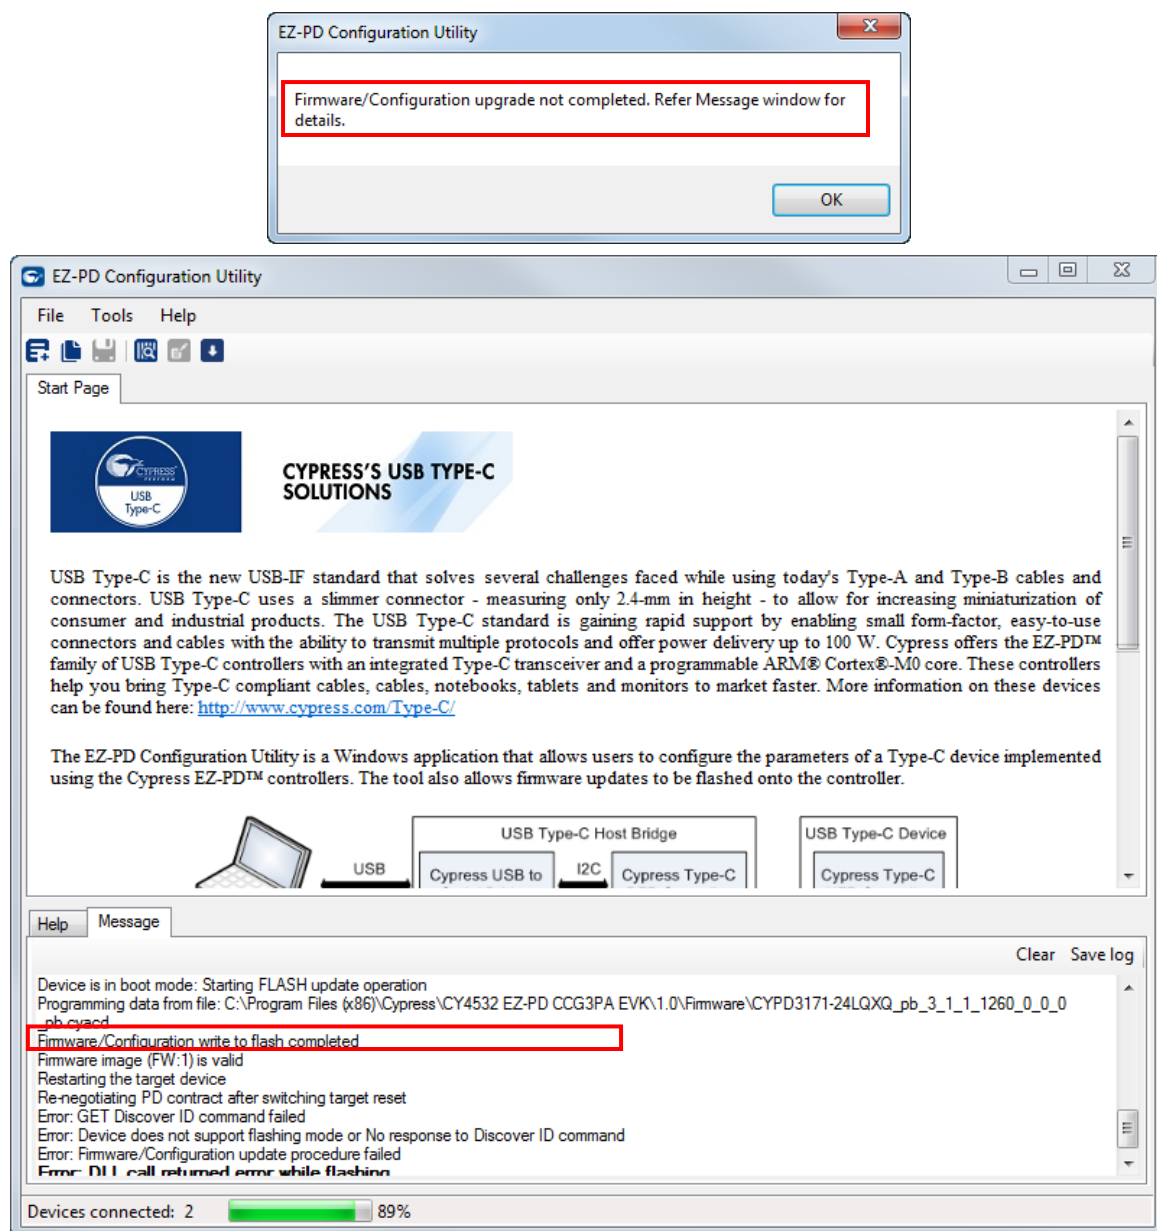 EZ-PD Configuration Utility
Firmware/Configuration upgrade not completed. Refer Message window for
details.
OK
EZ-PD Configuration Utility
File Tools Help
Start Page
CYPRESS
PERFORM
USB
Type-C
CYPRESS'S USB TYPE-C
SOLUTIONS
USB Type-C is the new USB-IF standard that solves several challenges faced while using today's Type-A and Type-B cables and
connectors. USB Type-C uses a slimmer connector - measuring only 2.4-mm in height - to allow for increasing miniaturization of
consumer and industrial products. The USB Type-C standard is gaining rapid support by enabling small form-factor, easy-to-use
connectors and cables with the ability to transmit multiple protocols and offer power delivery up to 100 W. Cypress offers the EZ-PD™
family of USB Type-C controllers with an integrated Type-C transceiver and a programmable ARM® Cortex®-M0 core. These controllers
help you bring Type-C compliant cables, cables, notebooks, tablets and monitors to market faster. More information on these devices
can be found here: http://www.cypress.com/Type-C/
The EZ-PD Configuration Utility is a Windows application that allows users to configure the parameters of a Type-C device implemented
using the Cypress EZ-PD™ controllers. The tool also allows firmware updates to be flashed onto the controller.
USB Type-C Host Bridge
USB Type-C Device
USB
I2C
Cypress USB to
Cypress Type-C
Cypress Type-C
Help Message
Clear Save log
Device is in boot mode: Starting FLASH update operation
Programming data from file: C:\Program Files (x86)\Cypress\CY4532 EZ-PD CCG3PA EVK\1.0\Firmware\CYPD3171-24LQXQ_pb_3_1_1_1260_0_0_0
_pb.cyacd
Firmware/Configuration write to flash completed
Firmware image (FW:1) is valid
Restarting the target device
Re-negotiating PD contract after switching target reset
Error: GET Discover ID command failed
Error: Device does not support flashing mode or No response to Discover ID command
Error: Firmware/Configuration update procedure failed
Error: DLL call returned error while flashing
Devices connected: 2
89%